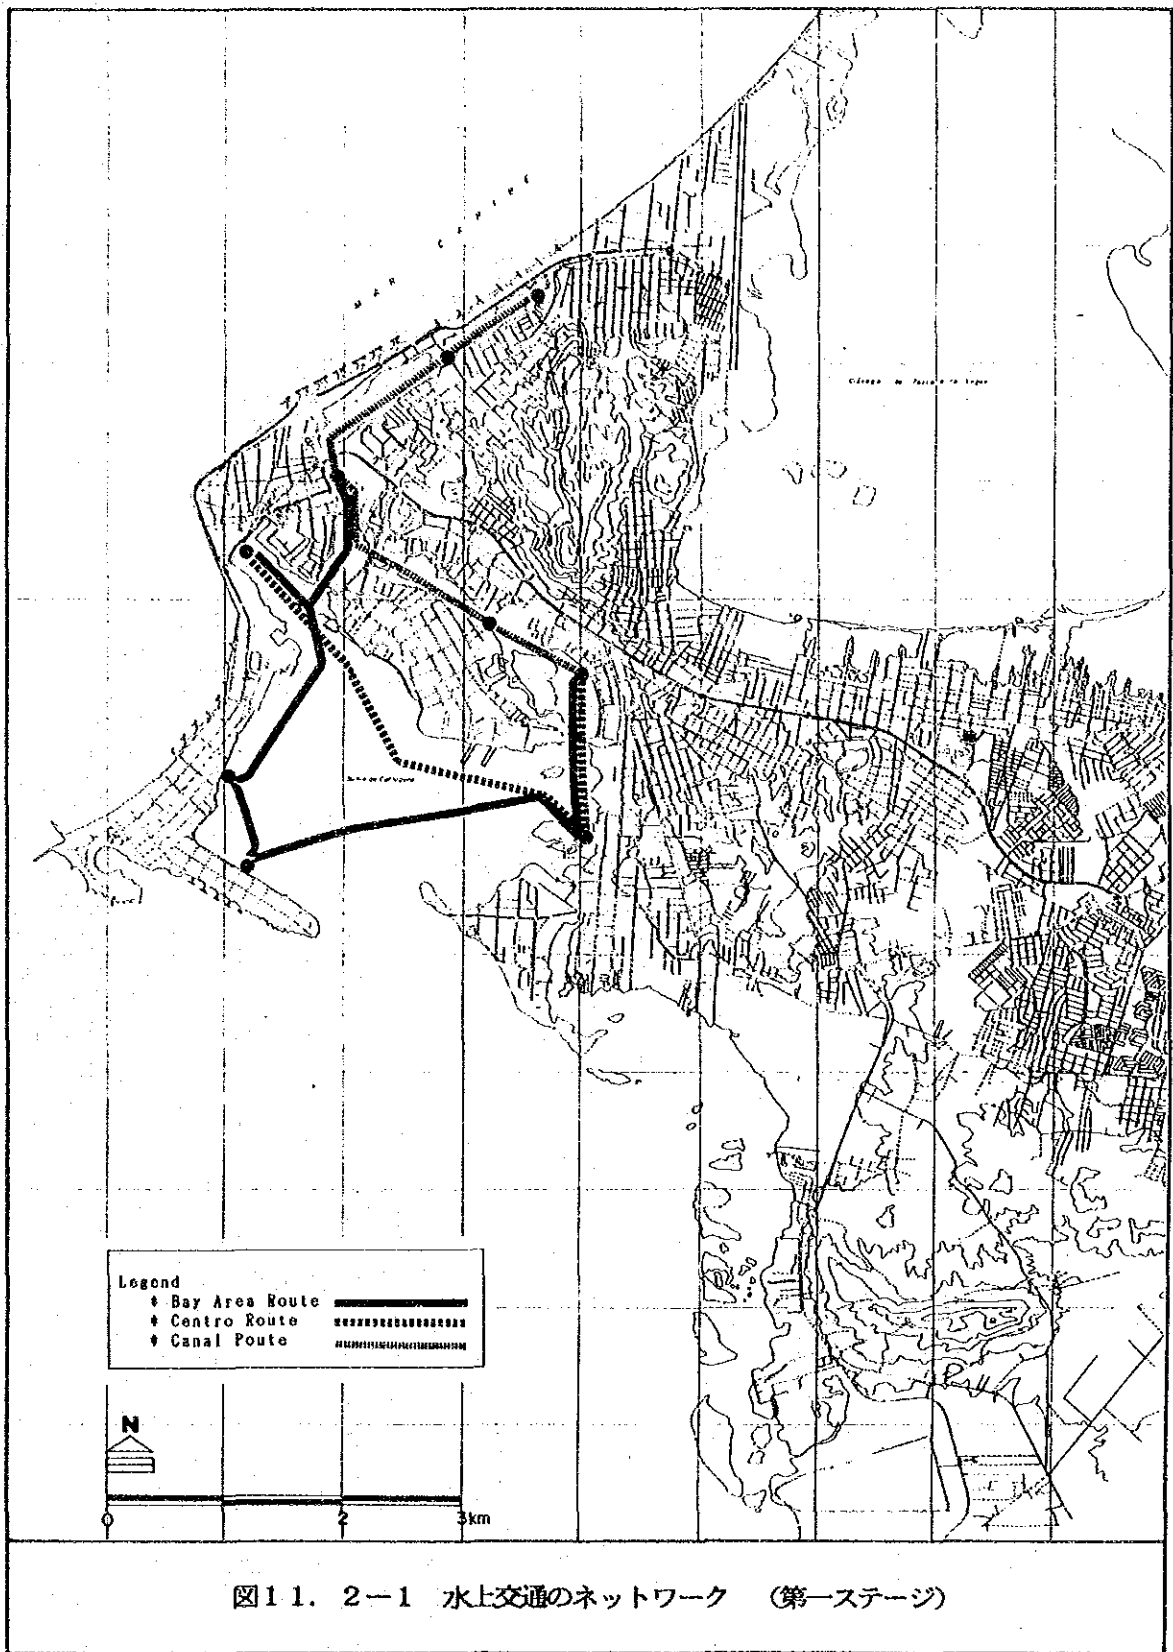 MAR CARIBE
Legend
♦ Bay Area Route
♦ Centro Route
♦ Canal Poute
N
0 2 3km
図11. 2-1 水上交通のネットワーク (第一ステージ)